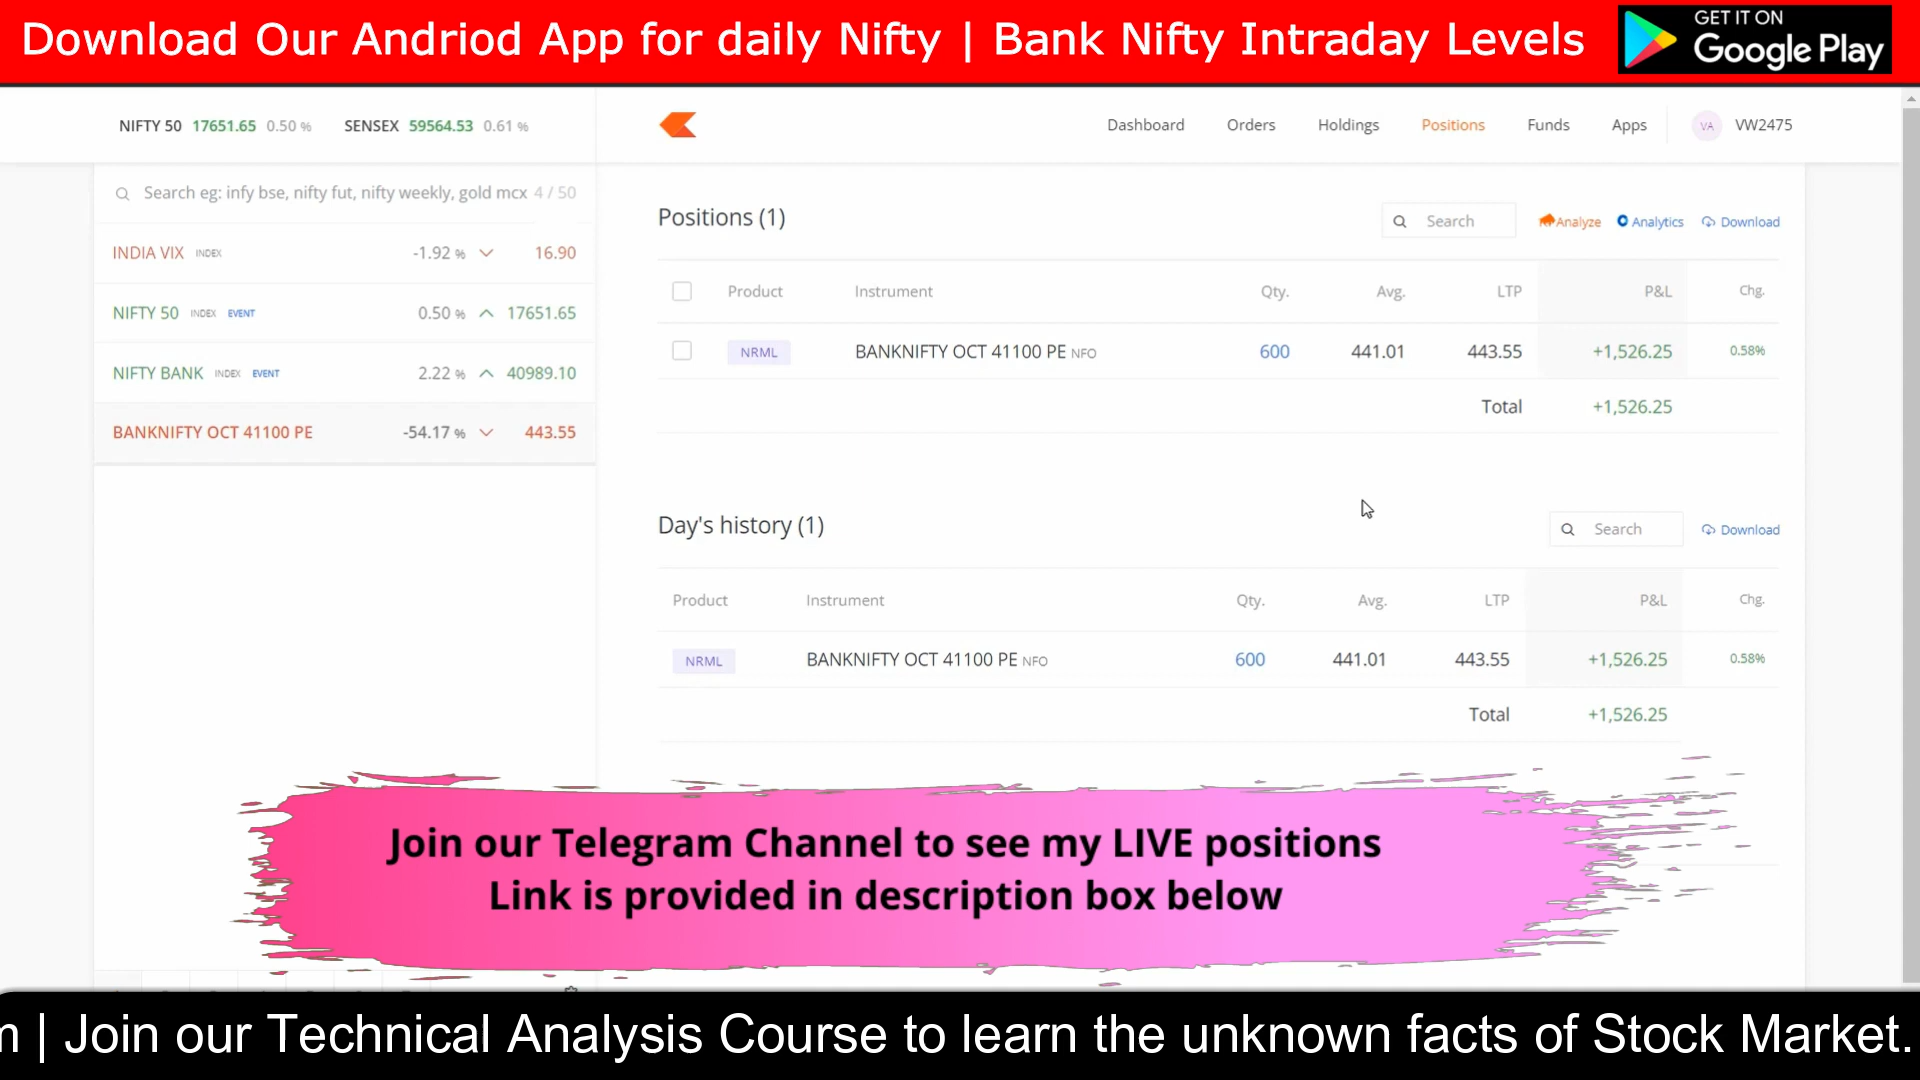 Download Our Andriod App for daily Nifty | Bank Nifty Intraday Levels
GET IT ON
Google Play
NIFTY 50 17651.65 0.50 % SENSEX 59564.53 0.61 %
Dashboard Orders Holdings Positions Funds Apps VA VW2475
Search eg: infy bse, nifty fut, nifty weekly, gold mcx 4 / 50
INDIA VIX INDEX -1.92 % 16.90
NIFTY 50 INDEX EVENT 0.50 % 17651.65
NIFTY BANK INDEX EVENT 2.22 % 40989.10
BANKNIFTY OCT 41100 PE -54.17 % 443.55
Positions (1) Search Analyze Analytics Download
Product Instrument Qty. Avg. LTP P&L Chg.
NRML BANKNIFTY OCT 41100 PE NFO 600 441.01 443.55 +1,526.25 0.58%
Total +1,526.25
Day's history (1) Search Download
Product Instrument Qty. Avg. LTP P&L Chg.
NRML BANKNIFTY OCT 41100 PE NFO 600 441.01 443.55 +1,526.25 0.58%
Total +1,526.25
Join our Telegram Channel to see my LIVE positions
Link is provided in description box below
| Join our Technical Analysis Course to learn the unknown facts of Stock Market.